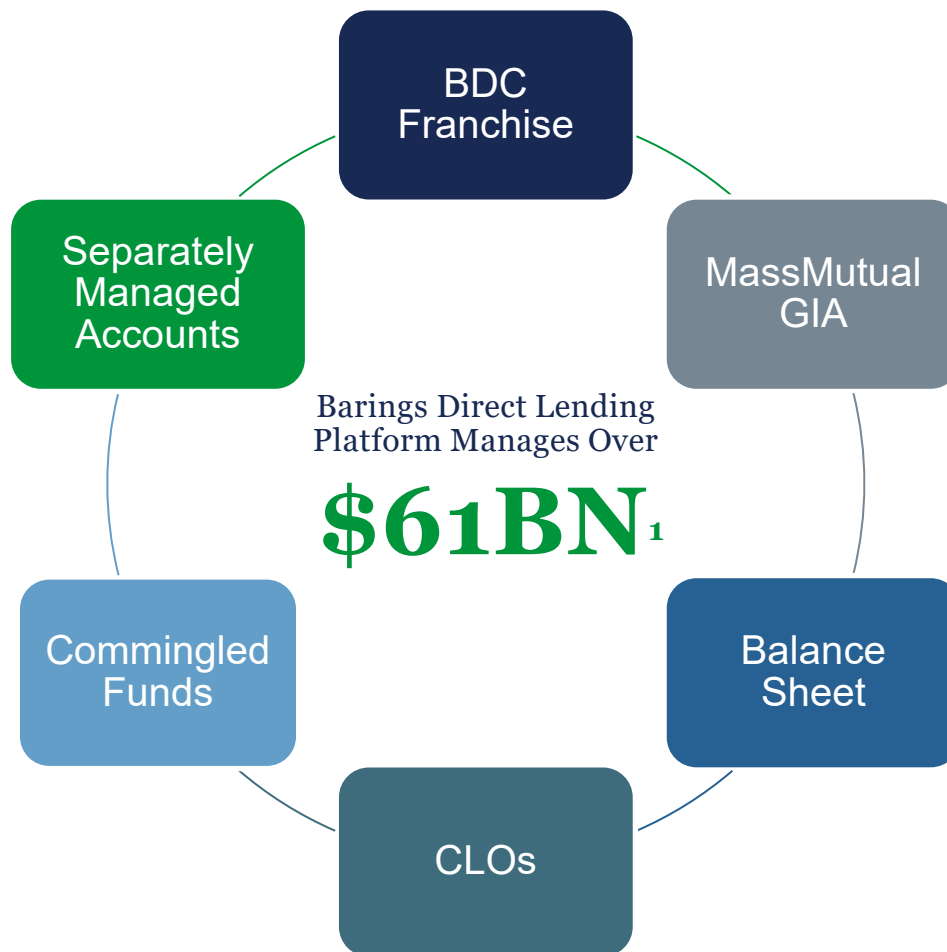 BDC
Franchise
Separately
Managed
Accounts
MassMutual
GIA
Barings Direct Lending
Platform Manages Over
$61BN1
Commingled
Funds
Balance
Sheet
CLOs